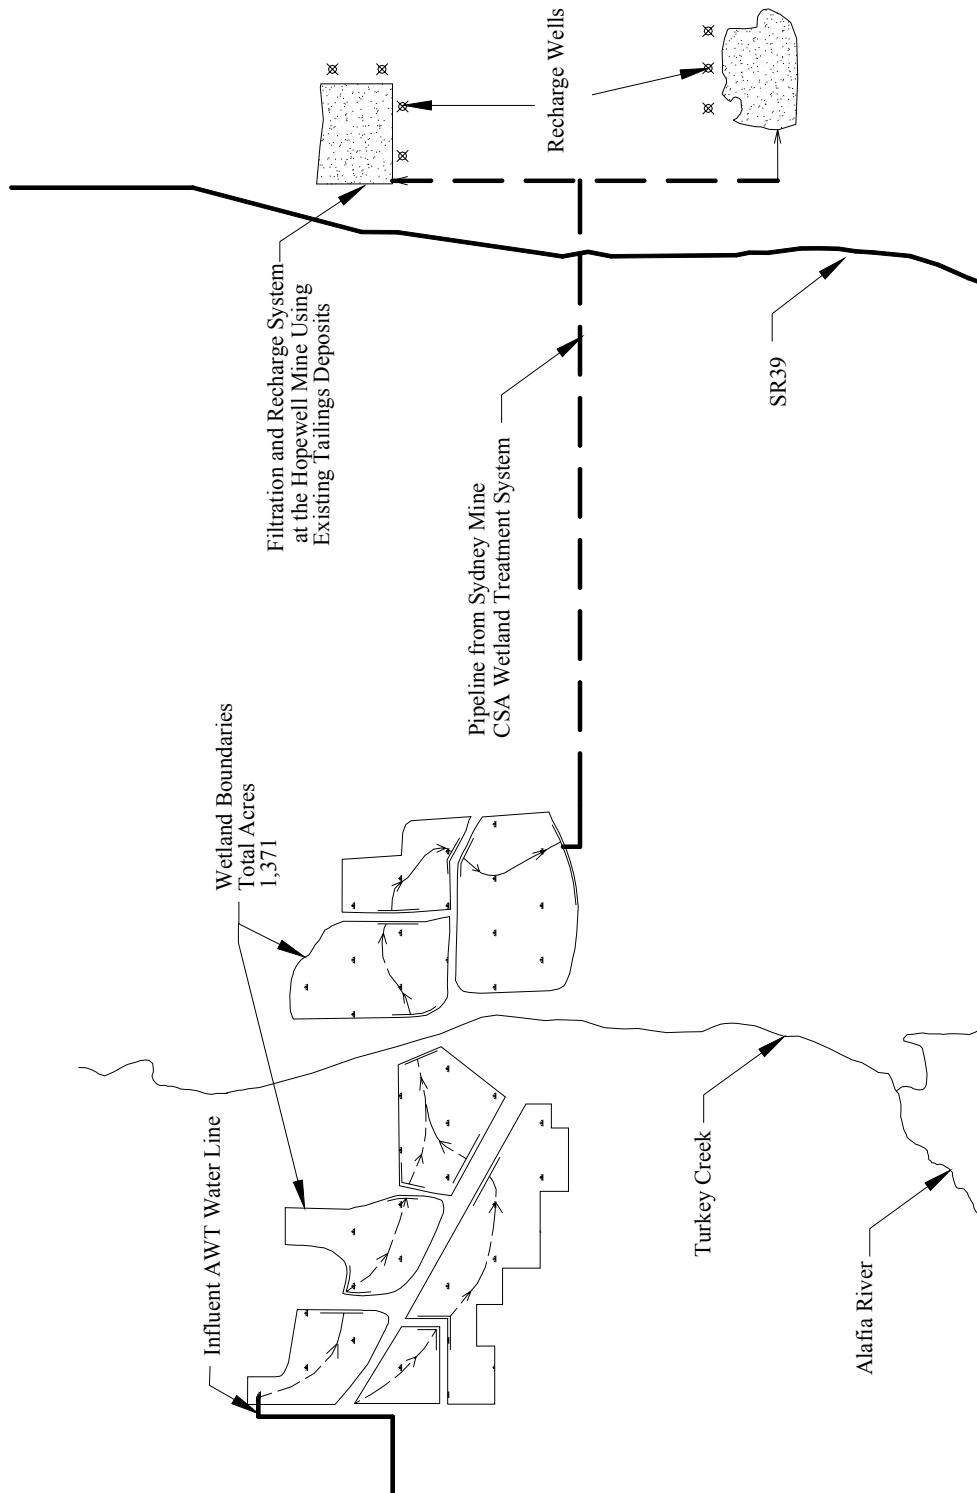 Influent AWT Water Line
Wetland Boundaries
Total Acres
1,371
Filtration and Recharge System
at the Hopewell Mine Using
Existing Tailings Deposits
Pipeline from Sydney Mine
CSA Wetland Treatment System
Recharge Wells
Turkey Creek
SR39
Alafia River